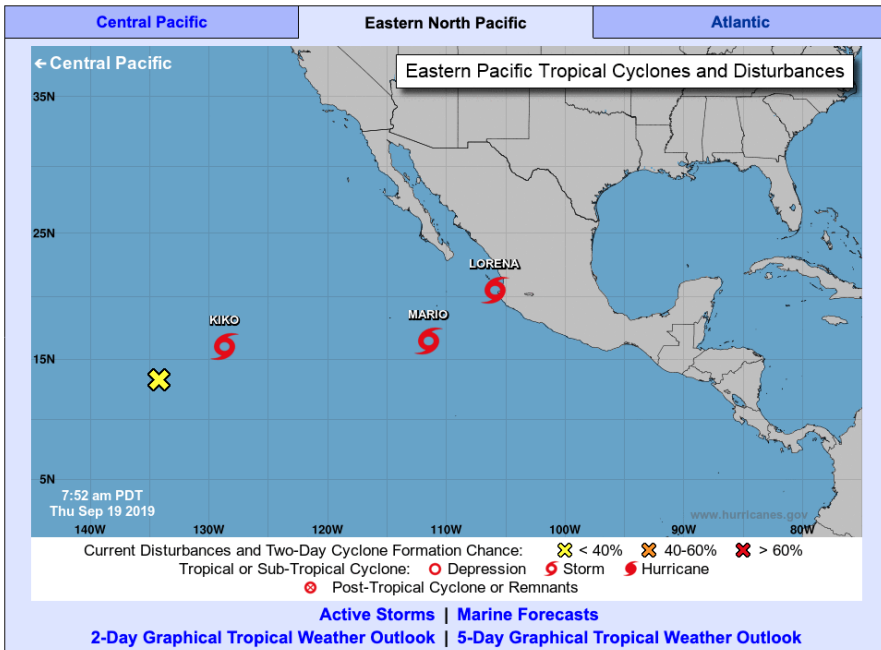 Central Pacific
Eastern North Pacific
Atlantic
← Central Pacific
Eastern Pacific Tropical Cyclones and Disturbances
35N
25N
LORENA
KIKO
MARIO
15N
5N
7:52 am PDT
Thu Sep 19 2019
www.hurricanes.gov
140W 130W 120W 110W 100W 90W 80W
Current Disturbances and Two-Day Cyclone Formation Chance: < 40% 40-60% > 60%
Tropical or Sub-Tropical Cyclone: Depression Storm Hurricane
Post-Tropical Cyclone or Remnants
Active Storms | Marine Forecasts
2-Day Graphical Tropical Weather Outlook | 5-Day Graphical Tropical Weather Outlook